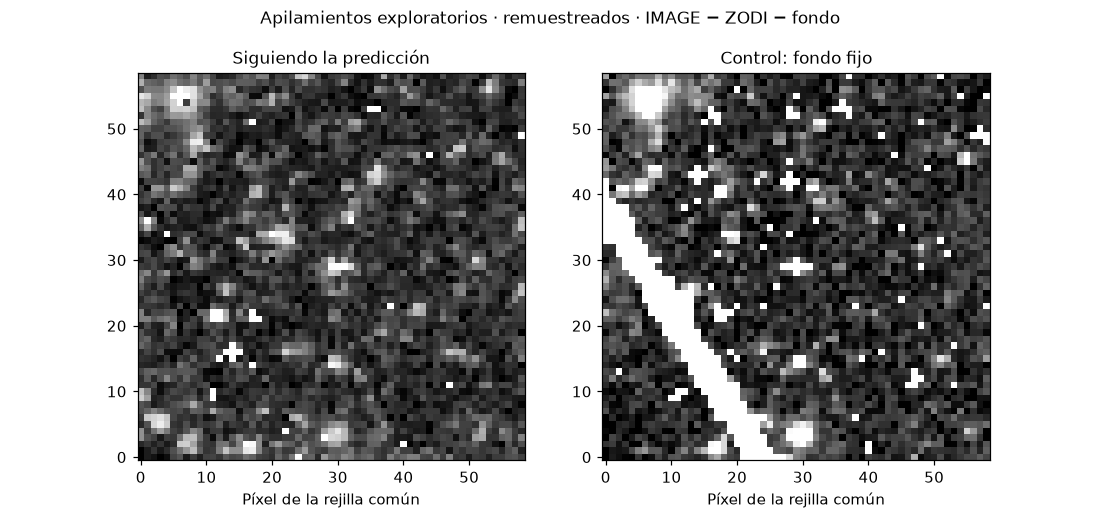 Apilamientos exploratorios · remuestreados · IMAGE − ZODI − fondo
Siguiendo la predicción
Control: fondo fijo
50
40
30
20
10
0
0 10 20 30 40 50
Píxel de la rejilla común
50
40
30
20
10
0
0 10 20 30 40 50
Píxel de la rejilla común